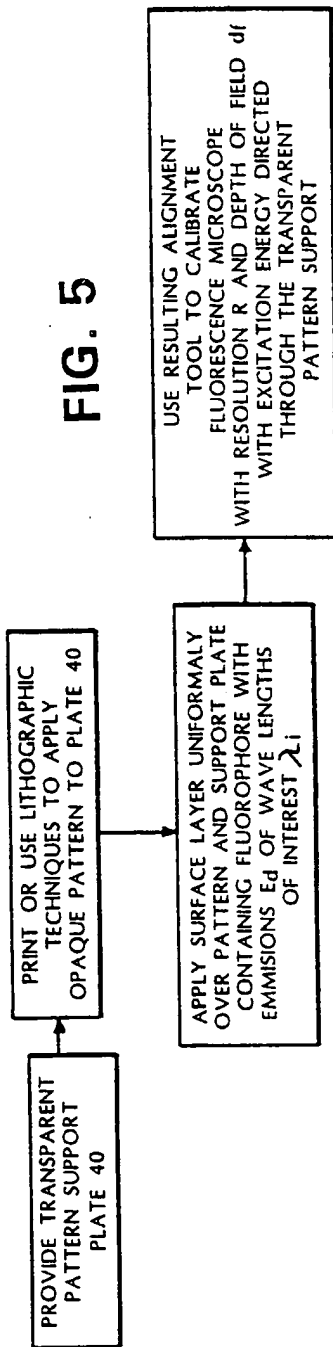 FIG. 5
PROVIDE TRANSPARENT
PATTERN SUPPORT
PLATE 40
PRINT OR USE LITHOGRAPHIC
TECHNIQUES TO APPLY
OPAQUE PATTERN TO PLATE 40
APPLY SURFACE LAYER UNIFORMALY
OVER PATTERN AND SUPPORT PLATE
CONTAINING FLUOROPHORE WITH
EMMISIONS Ed OF WAVE LENGTHS
OF INTEREST λi
USE RESULTING ALIGNMENT
TOOL TO CALIBRATE
FLUORESCENCE MICROSCOPE
WITH RESOLUTION R AND DEPTH OF FIELD df
WITH EXCITATION ENERGY DIRECTED
THROUGH THE TRANSPARENT
PATTERN SUPPORT